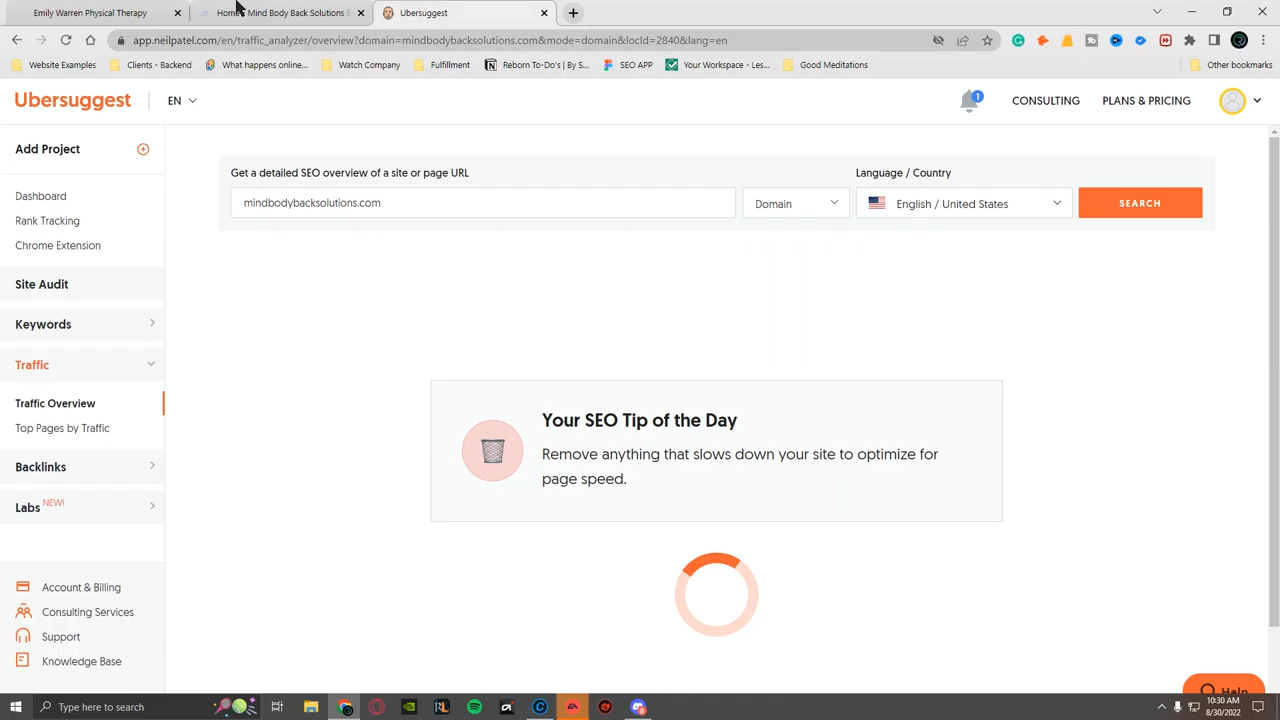 Emily Warren Physical Therapy
Home - Mind Body Back Solutions B
Ubersuggest
app.neilpatel.com/en/traffic_analyzer/overview?domain=mindbodybacksolutions.com&mode=domain&locId=2840&lang=en
Website Examples
Clients - Backend
What happens online...
Watch Company
Fulfillment
Reborn To-Do's | By S...
SEO APP
Your Workspace - Les...
Good Meditations
Other bookmarks
Ubersuggest
EN
1
CONSULTING
PLANS & PRICING
Add Project
Dashboard
Rank Tracking
Chrome Extension
Site Audit
Keywords
Traffic
Traffic Overview
Top Pages by Traffic
Backlinks
Labs NEW!
Account & Billing
Consulting Services
Support
Knowledge Base
Get a detailed SEO overview of a site or page URL
Language / Country
mindbodybacksolutions.com
Domain
English / United States
SEARCH
Your SEO Tip of the Day
Remove anything that slows down your site to optimize for
page speed.
Help
Type here to search
10:30 AM
8/30/2022